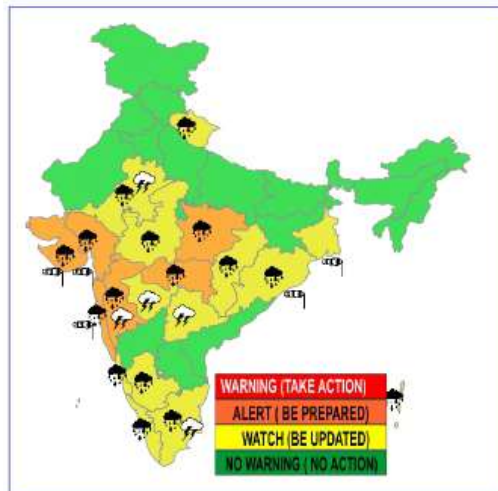 WARNING (TAKE ACTION)
ALERT ( BE PREPARED)
WATCH (BE UPDATED)
NO WARNING ( NO ACTION)